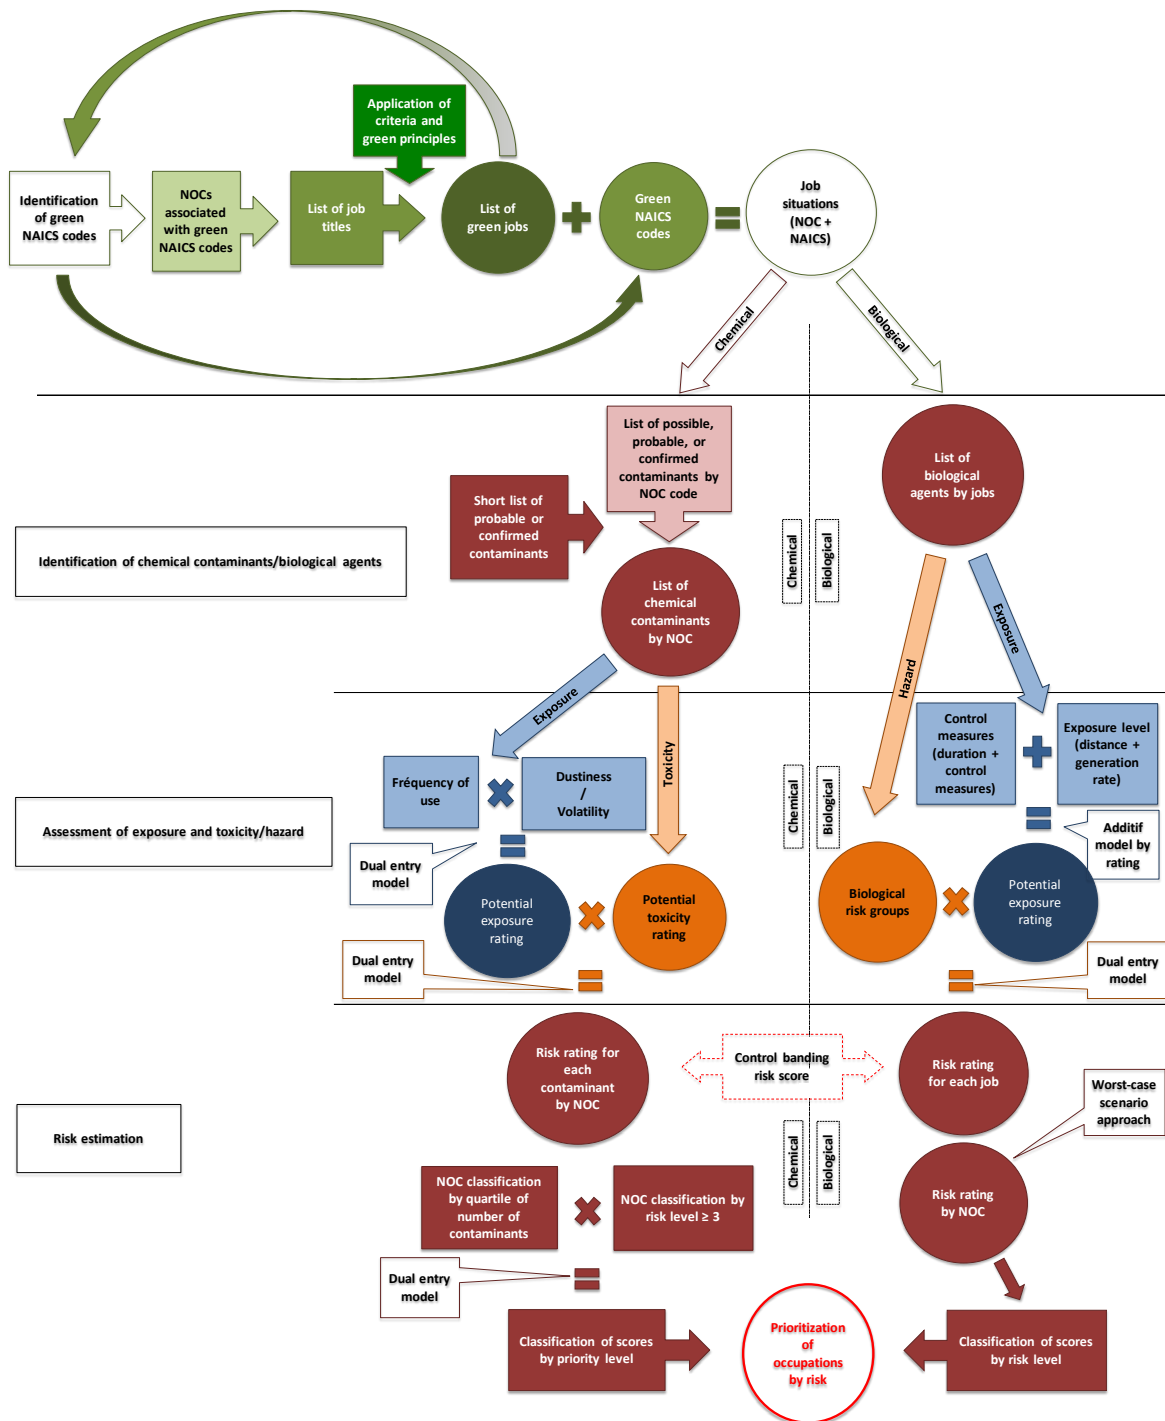 Application of
criteria and
green principles
Identification
of green
NAICS codes
NOCs
associated
with green
NAICS codes
List of job
titles
List of
green jobs
Green
NAICS
codes
Job
situations
(NOC +
NAICS)
Chemical
Biological
List of possible,
probable, or
confirmed
contaminants by
NOC code
Short list of
probable or
confirmed
contaminants
List of
biological
agents by jobs
Identification of chemical contaminants/biological agents
Chemical
Biological
List of
chemical
contaminants
by NOC
Exposure
Toxicity
Hazard
Exposure
Fréquency of
use
Dustiness
/
Volatility
Control
measures
(duration +
control
measures)
Exposure level
(distance +
generation
rate)
Assessment of exposure and toxicity/hazard
Chemical
Biological
Dual entry
model
Additif
model by
rating
Potential
exposure
rating
Potential
toxicity
rating
Biological
risk groups
Potential
exposure
rating
Dual entry
model
Dual entry
model
Risk rating for
each
contaminant
by NOC
Control banding
risk score
Risk rating
for each job
Worst-case
scenario
approach
Risk estimation
Chemical
Biological
NOC classification
by quartile of
number of
contaminants
NOC classification by
risk level ≥ 3
Risk rating
by NOC
Dual entry
model
Classification of scores
by priority level
Prioritization
of
occupations
by risk
Classification of scores
by risk level